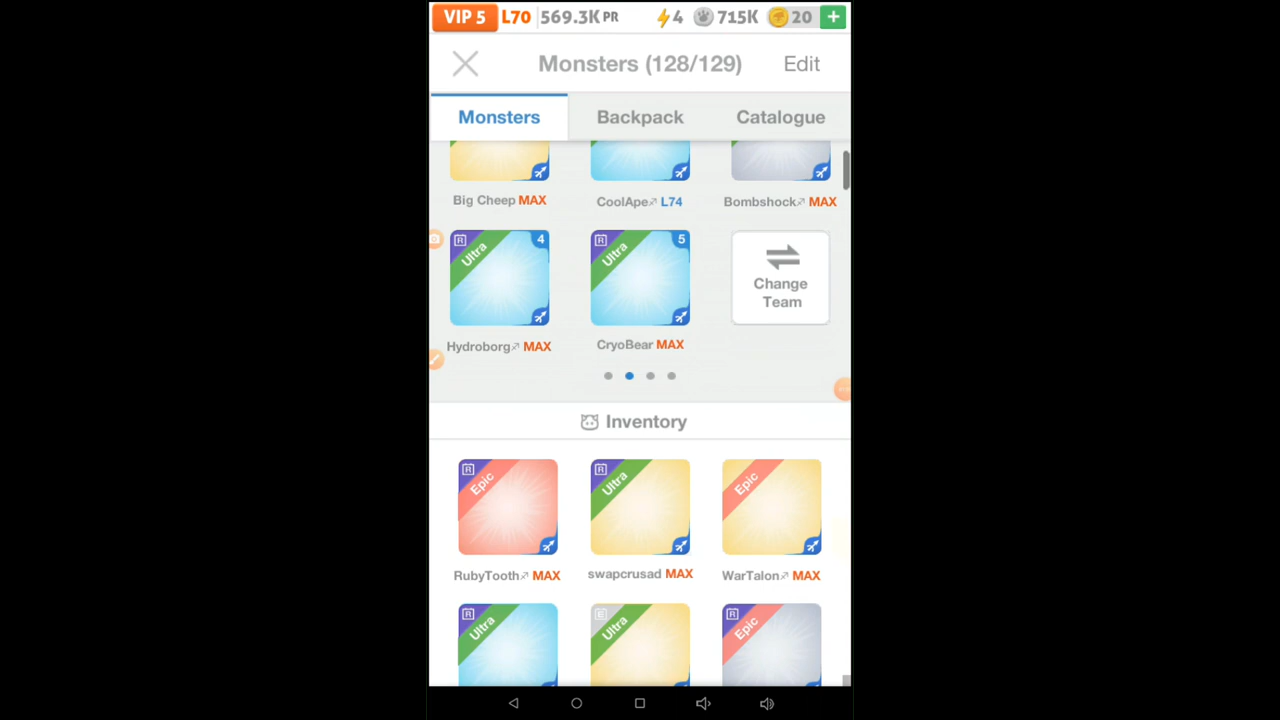 VIP 5 L70 569.3K PR 4 715K 20 +
Monsters (128/129) Edit
Monsters Backpack Catalogue
Big Cheep MAX CoolApe L74 Bombshock MAX
R Ultra 4 R Ultra 5
Change
Team
Hydroborg MAX CryoBear MAX
Inventory
R Epic R Ultra Epic
RubyTooth MAX swapcrusad MAX WarTalon MAX
R Ultra E Ultra R Epic